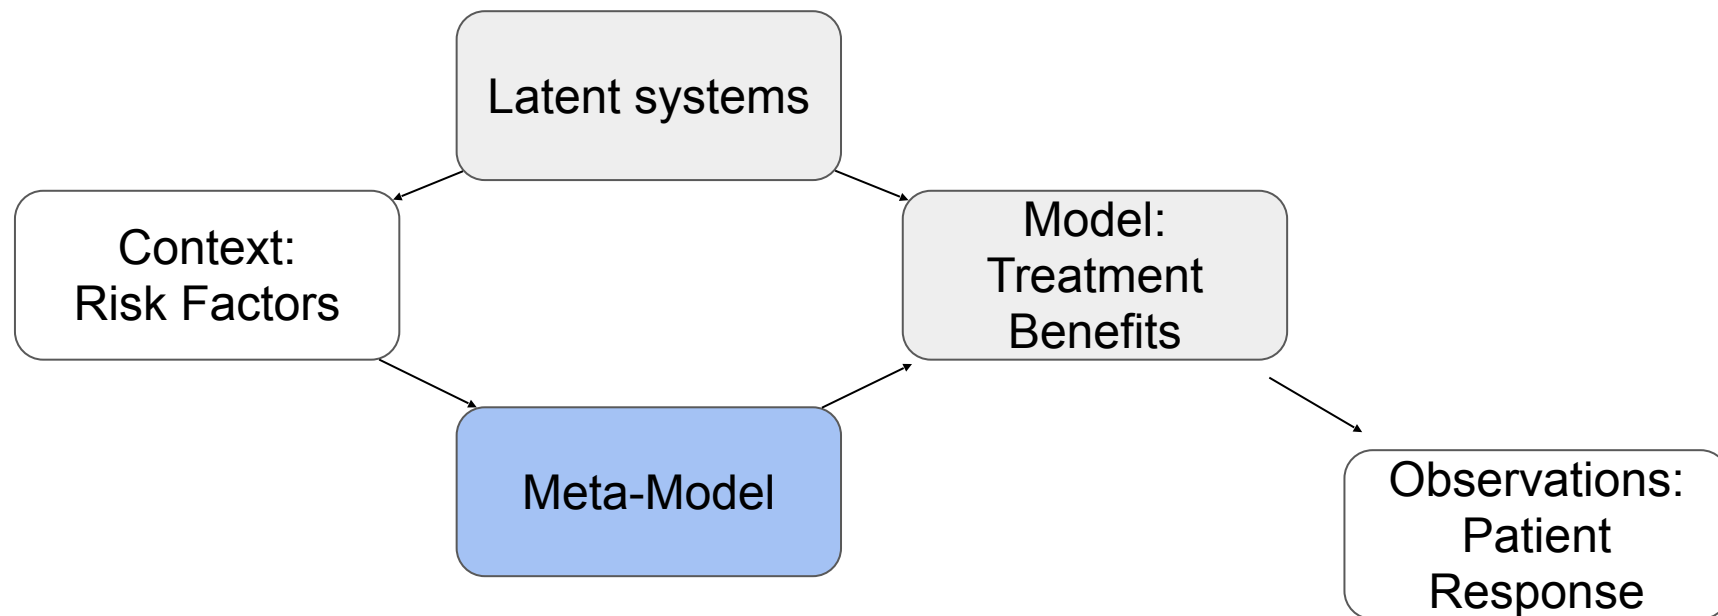 Latent systems
Context:
Risk Factors
Model:
Treatment
Benefits
Meta-Model
Observations:
Patient
Response